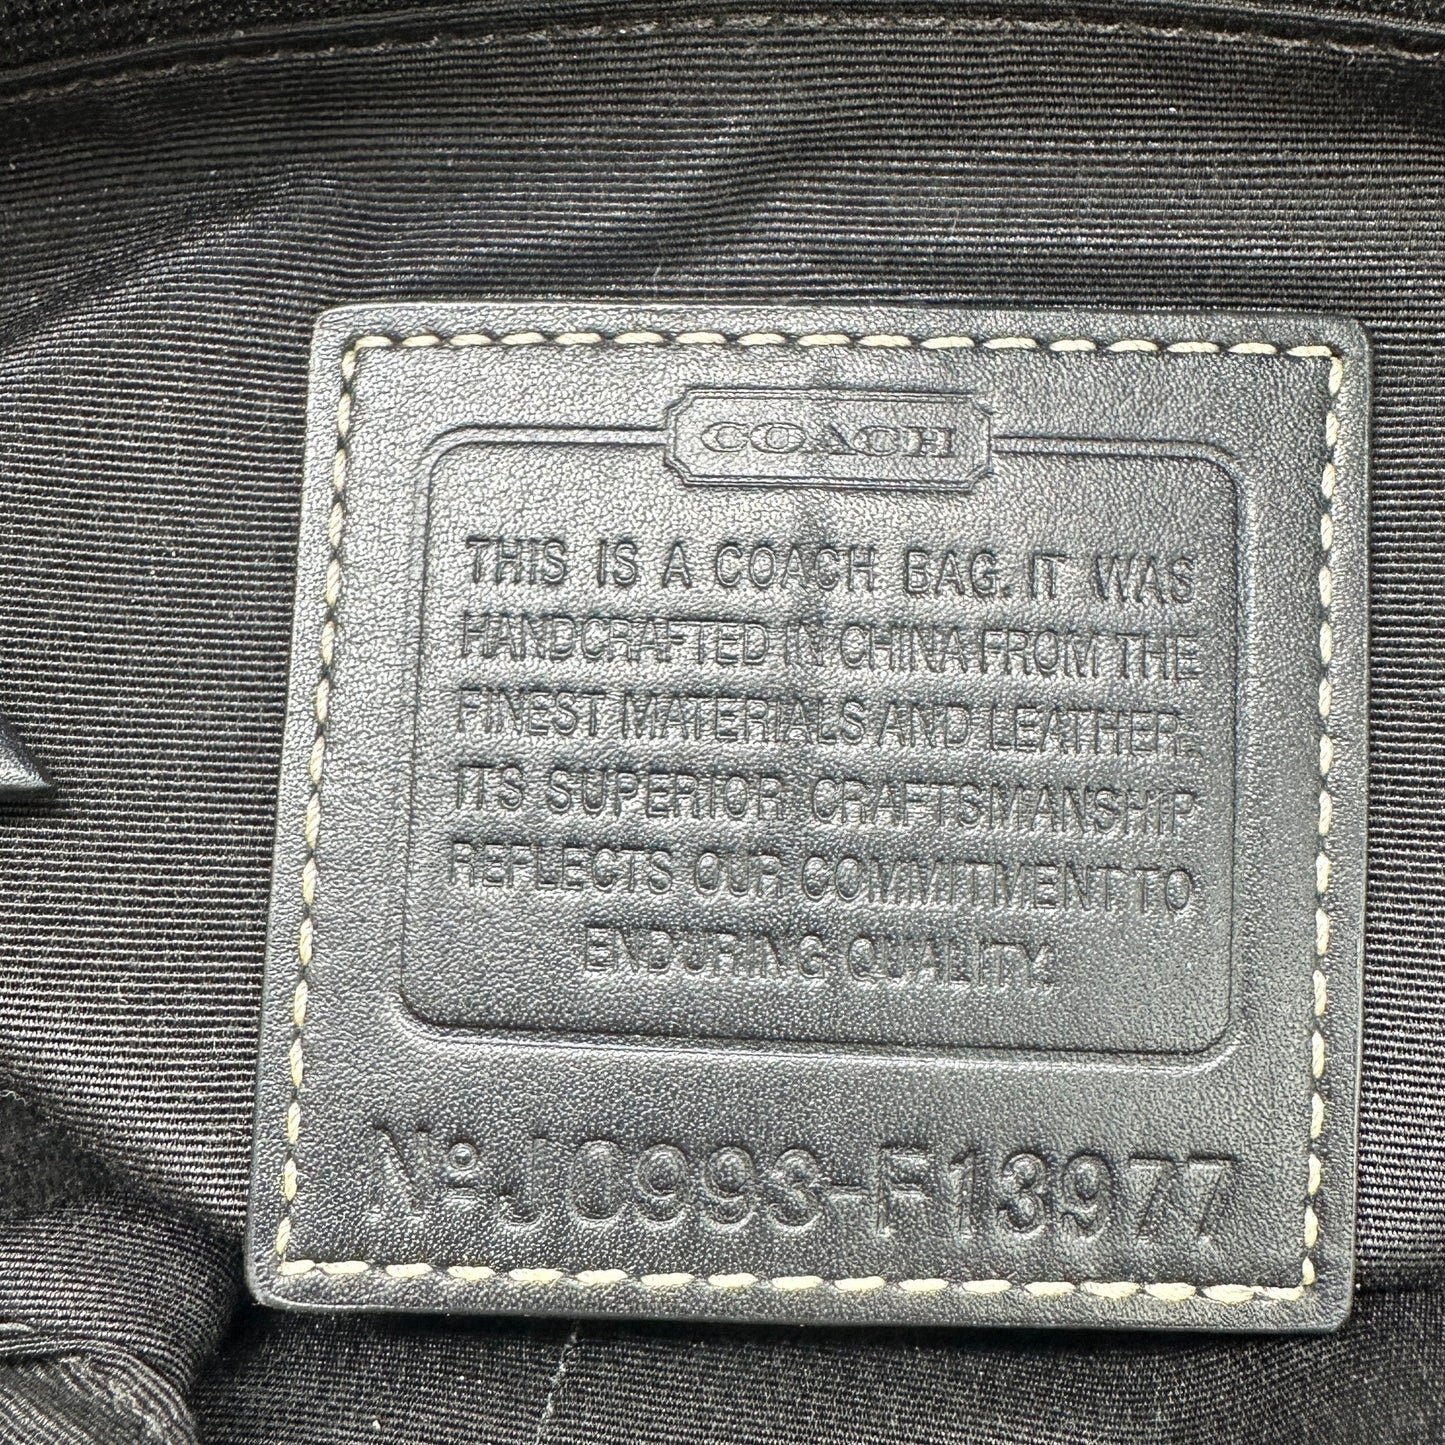 COACH
THIS IS A COACH BAG. IT WAS
HANDCRAFTED IN CHINA FROM THE
FINEST MATERIALS AND LEATHER.
ITS SUPERIOR CRAFTSMANSHIP
REFLECTS OUR COMMITMENT TO
ENDURING QUALITY.
Nº J0993-F13977